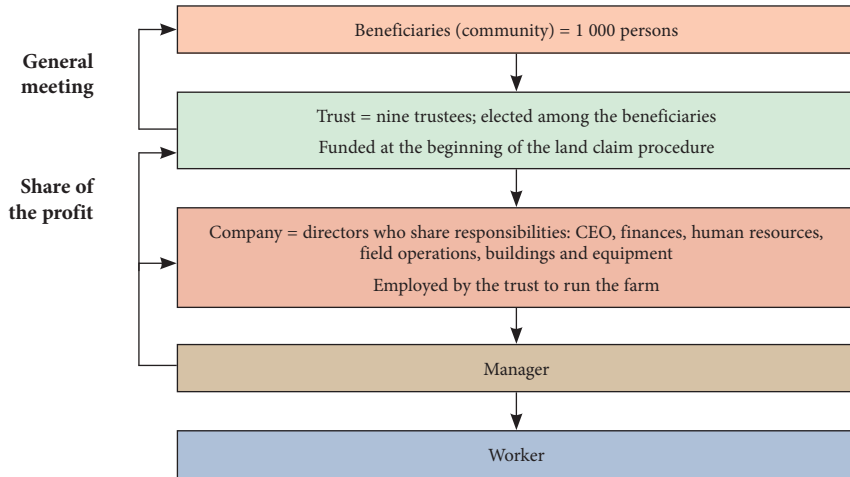 Beneficiaries (community) = 1 000 persons
General
meeting
Trust = nine trustees; elected among the beneficiaries
Funded at the beginning of the land claim procedure
Share of
the profit
Company = directors who share responsibilities: CEO, finances, human resources,
field operations, buildings and equipment
Employed by the trust to run the farm
Manager
Worker